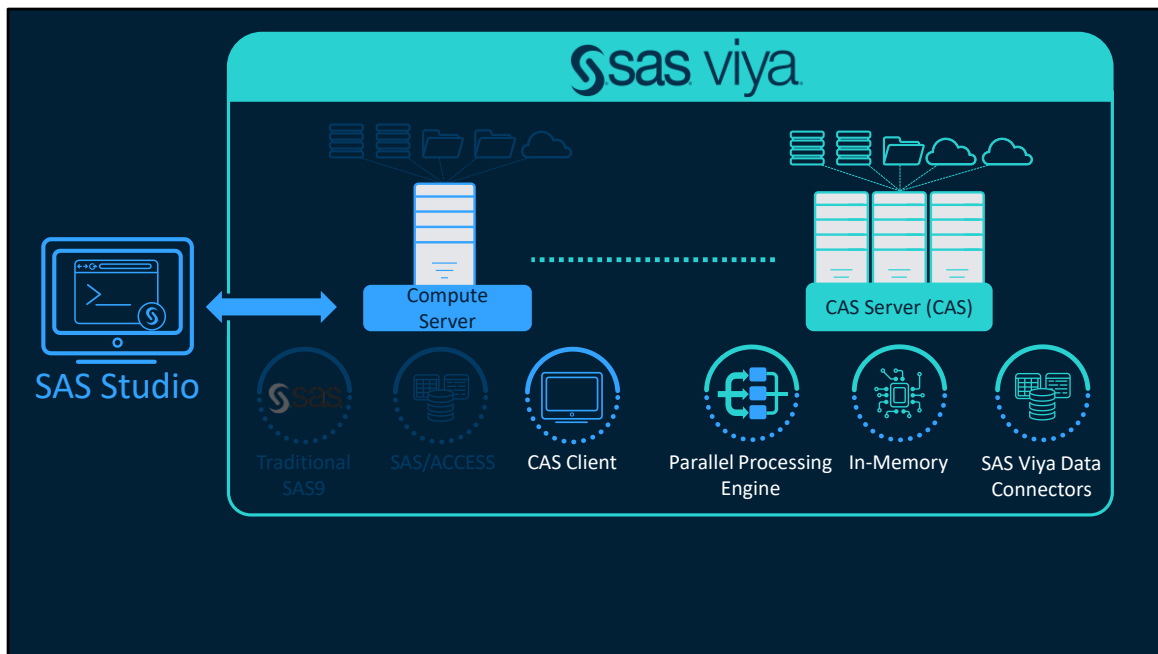 sas viya
Compute
Server
CAS Server (CAS)
SAS Studio
sas
Traditional
SAS9
SAS/ACCESS
CAS Client
Parallel Processing
Engine
In-Memory
SAS Viya Data
Connectors